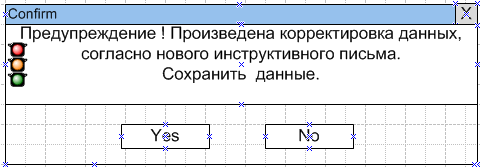 Confirm X
Предупреждение ! Произведена корректировка данных,
согласно нового инструктивного письма.
Сохранить данные.
Yes No